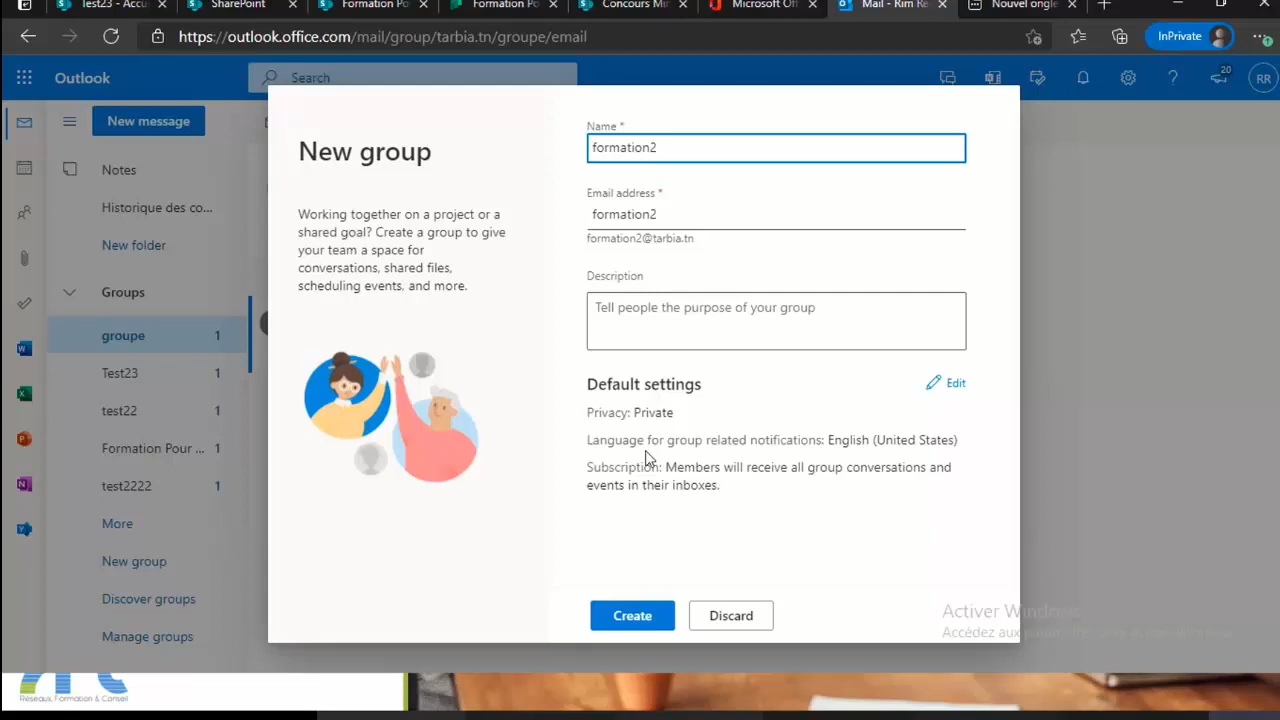 Test23 - Accu
SharePoint
Formation Po
Formation Po
Concours Mi
Microsoft Of
Mail - Rim Re
Nouvel ongle
https://outlook.office.com/mail/group/tarbia.tn/groupe/email
InPrivate
Outlook
Search
20
RR
New message
Notes
Historique des co...
New folder
Groups
groupe 1
Test23 1
test22 1
Formation Pour ... 1
test2222 1
More
New group
Discover groups
Manage groups
New group
Working together on a project or a
shared goal? Create a group to give
your team a space for
conversations, shared files,
scheduling events, and more.
Name *
formation2
Email address *
formation2
formation2@tarbia.tn
Description
Tell people the purpose of your group
Default settings
Edit
Privacy: Private
Language for group related notifications: English (United States)
Subscription: Members will receive all group conversations and
events in their inboxes.
Create
Discard
Activer Windows
Accédez aux
Réseaux, Formation & Conseil